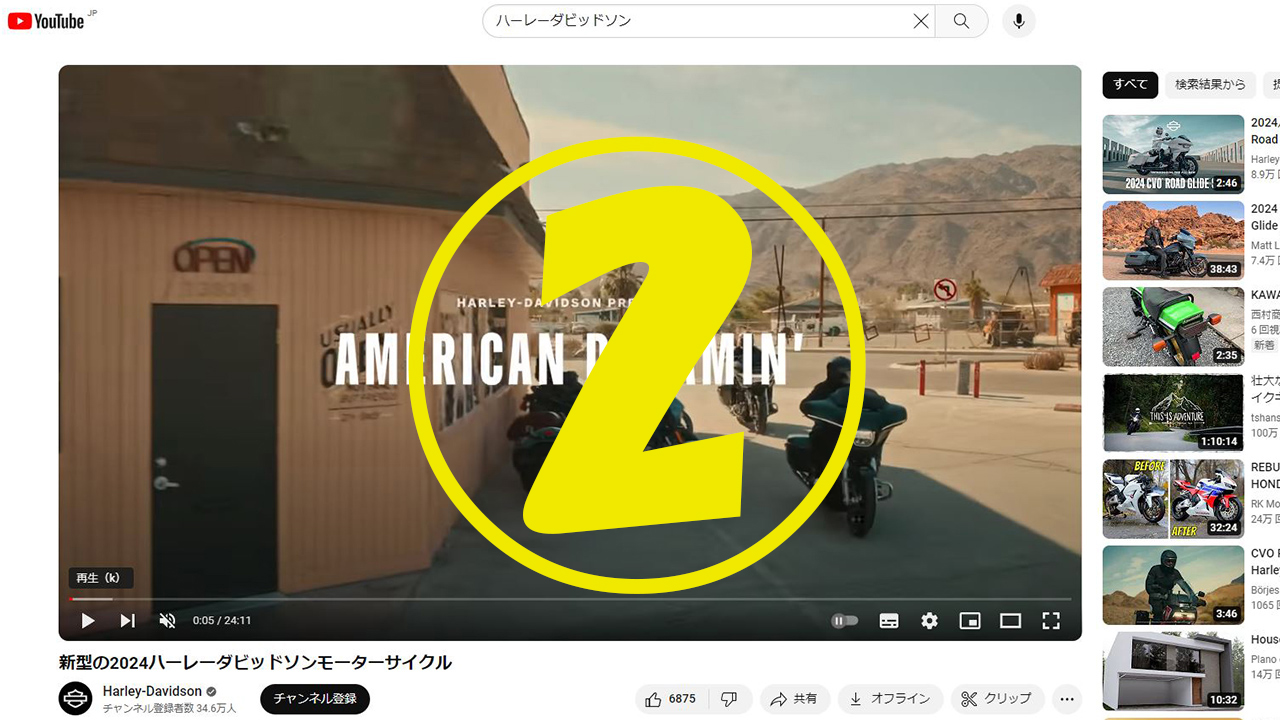 YouTube JP
ハーレーダビッドソン
OPEN
USUALLY
HARLEY-DAVIDSON PRE
AMERICAN D
MIN'
2
再生 (k)
0:05 / 24:11
新型の2024ハーレーダビッドソンモーターサイクル
Harley-Davidson
チャンネル登録者数 34.6万人
チャンネル登録
6875
共有
オフライン
クリップ
すべて
検索結果から
2024 CVO ROAD GLIDE
2:46
2024
Road
Harley
8.9万
38:43
2024
Glide
Matt L
7.4万
2:35
KAWA
西村商
6 回視
新着
THIS IS ADVENTURE
1:10:14
壮大な
イクニ
tshans
100万
BEFORE
AFTER
32:24
REBU
HOND
RK Mo
24万
3:46
CVO
Harle
Börjes
1065
10:32
House
Plano
14万